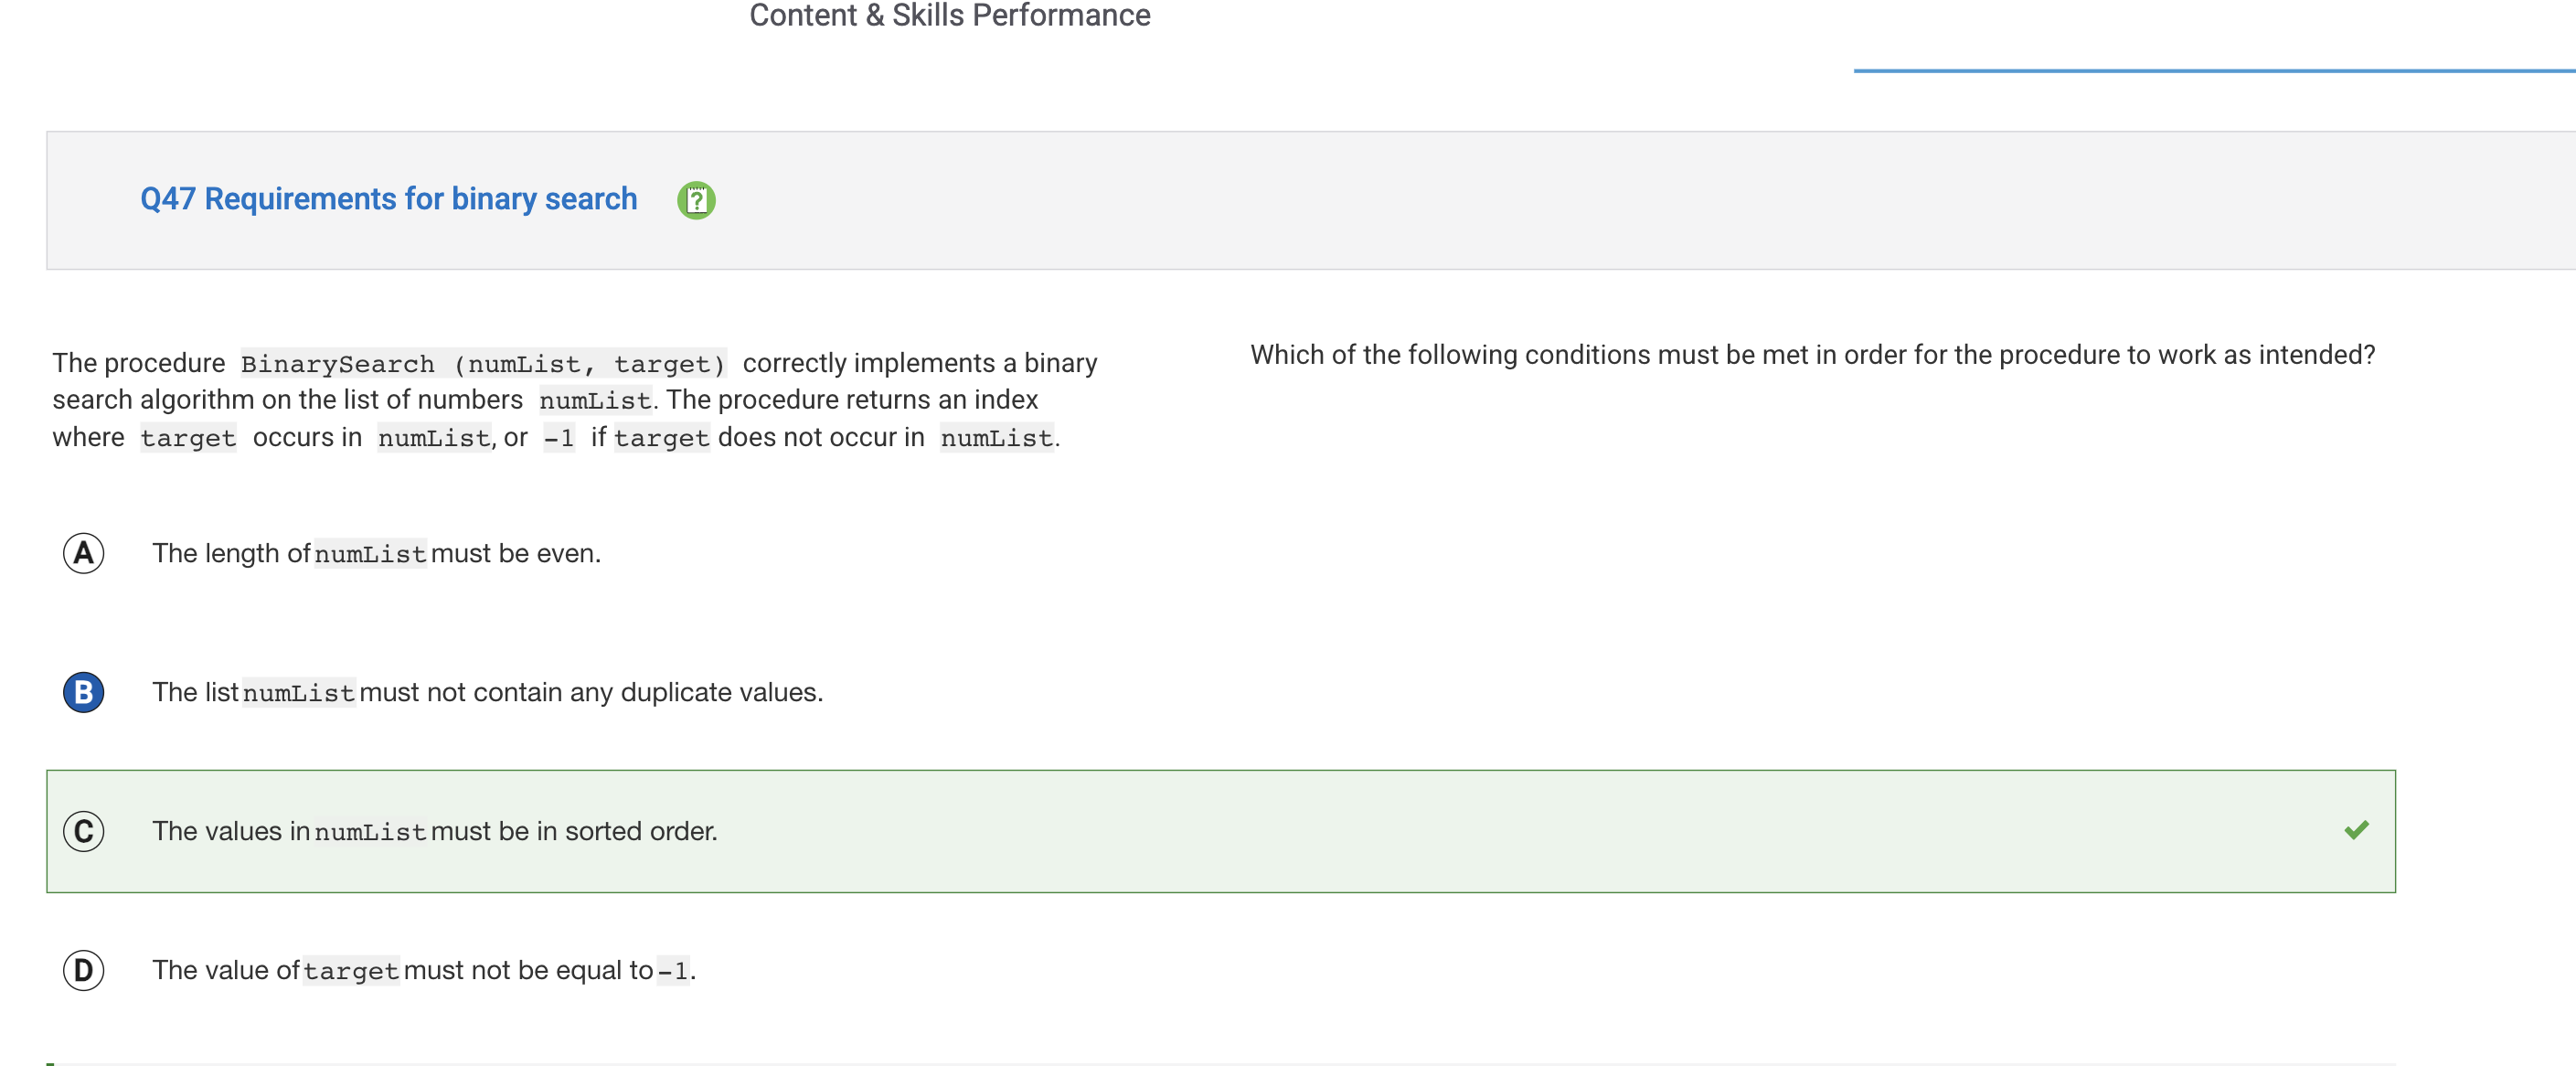 Content & Skills Performance
Q47 Requirements for binary search
The procedure BinarySearch (numList, target) correctly implements a binary
search algorithm on the list of numbers numList. The procedure returns an index
where target occurs in numList, or -1 if target does not occur in numList.
Which of the following conditions must be met in order for the procedure to work as intended?
A The length of numList must be even.
B The list numList must not contain any duplicate values.
C The values in numList must be in sorted order.
D The value of target must not be equal to -1.